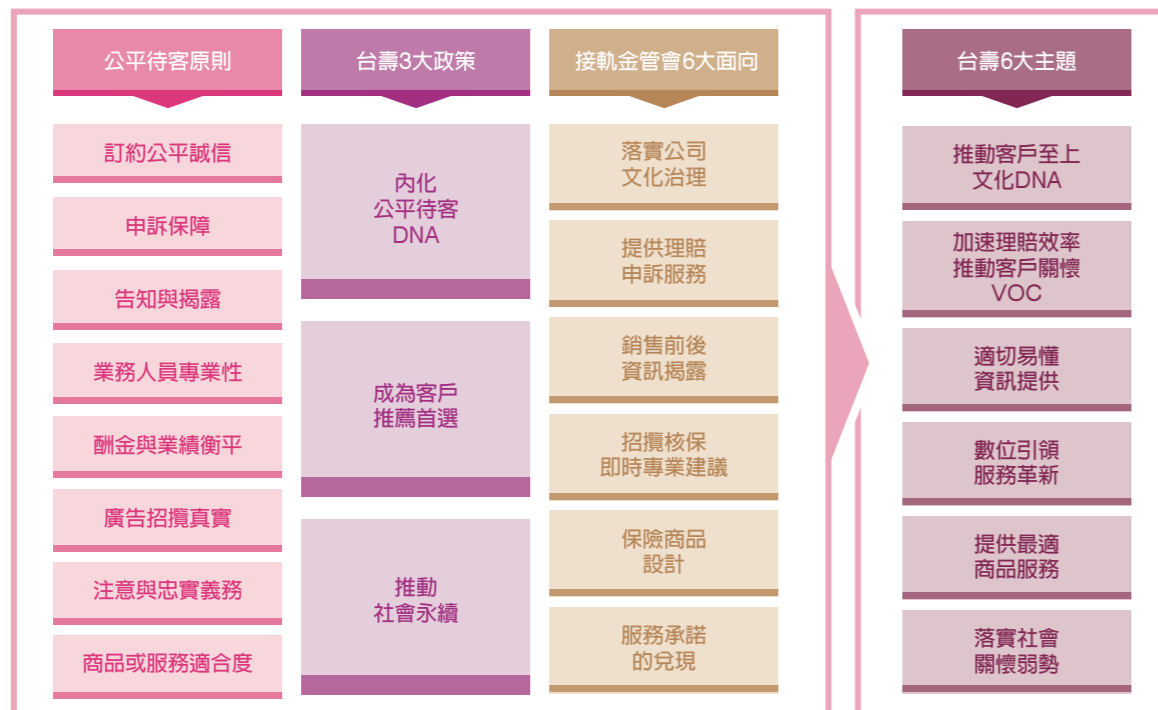 公平待客原則
訂約公平誠信
申訴保障
告知與揭露
業務人員專業性
酬金與業績衡平
廣告招攬真實
注意與忠實義務
商品或服務適合度
台壽3大政策
內化
公平待客
DNA
成為客戶
推薦首選
推動
社會永續
接軌金管會6大面向
落實公司
文化治理
提供理賠
申訴服務
銷售前後
資訊揭露
招攬核保
即時專業建議
保險商品
設計
服務承諾
的兌現
台壽6大主題
推動客戶至上
文化DNA
加速理賠效率
推動客戶關懷
VOC
適切易懂
資訊提供
數位引領
服務革新
提供最適
商品服務
落實社會
關懷弱勢